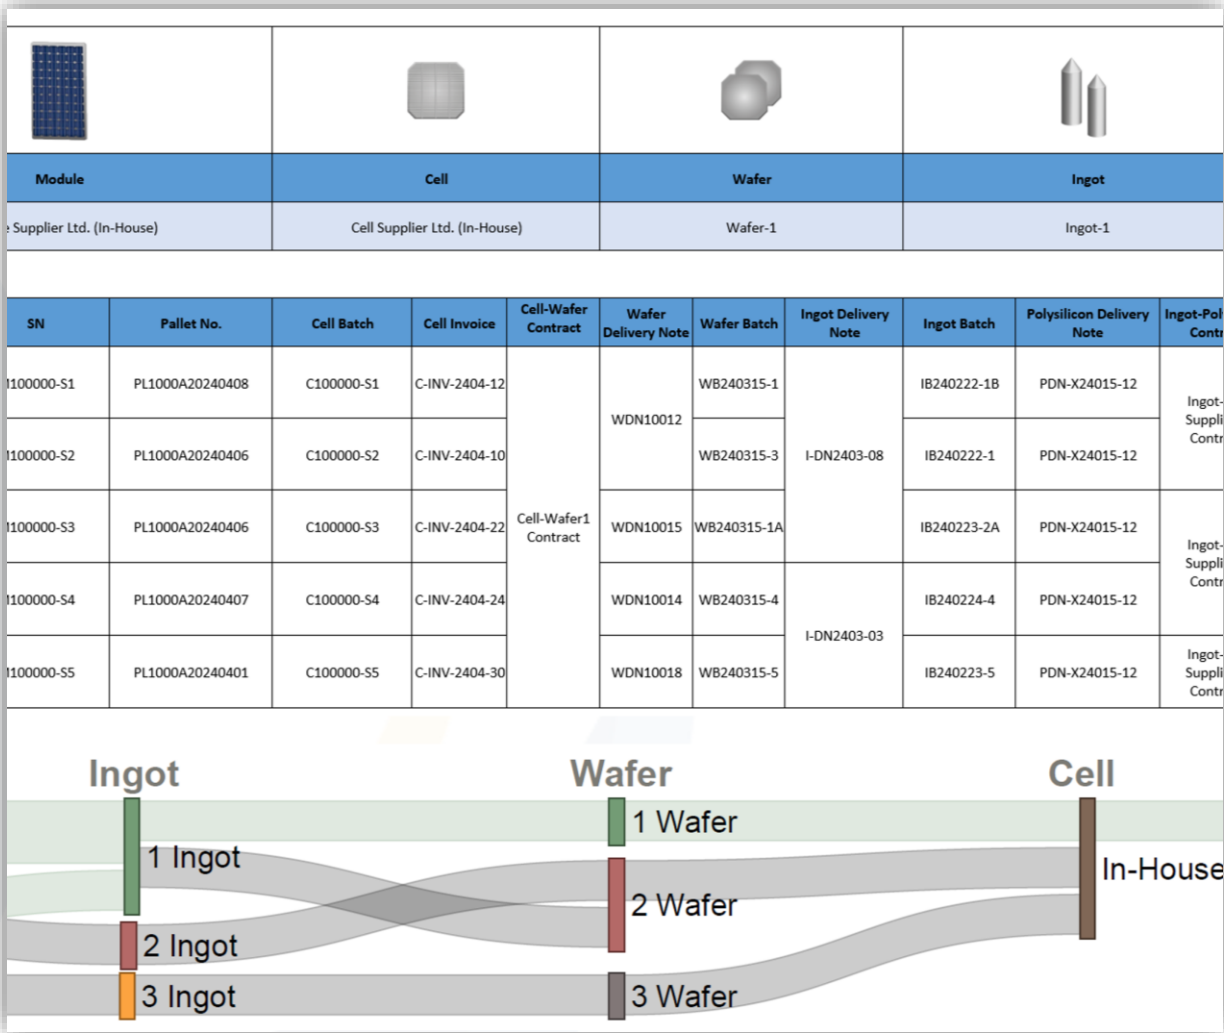 Module Cell Wafer Ingot
Supplier Ltd. (In-House) Cell Supplier Ltd. (In-House) Wafer-1 Ingot-1
SN Pallet No. Cell Batch Cell Invoice Cell-Wafer Contract Wafer Delivery Note Wafer Batch Ingot Delivery Note Ingot Batch Polysilicon Delivery Note
100000-S1 PL1000A20240408 C100000-S1 C-INV-2404-12 WB240315-1 IB240222-1B PDN-X24015-12
WDN10012
100000-S2 PL1000A20240406 C100000-S2 C-INV-2404-10 WB240315-3 I-DN2403-08 IB240222-1 PDN-X24015-12
100000-S3 PL1000A20240406 C100000-S3 C-INV-2404-22 Cell-Wafer1 Contract WDN10015 WB240315-1A IB240223-2A PDN-X24015-12
100000-S4 PL1000A20240407 C100000-S4 C-INV-2404-24 WDN10014 WB240315-4 IB240224-4 PDN-X24015-12
I-DN2403-03
100000-S5 PL1000A20240401 C100000-S5 C-INV-2404-30 WDN10018 WB240315-5 IB240223-5 PDN-X24015-12
Ingot Wafer Cell
1 Wafer
1 Ingot
In-House
2 Wafer
2 Ingot
3 Ingot
3 Wafer